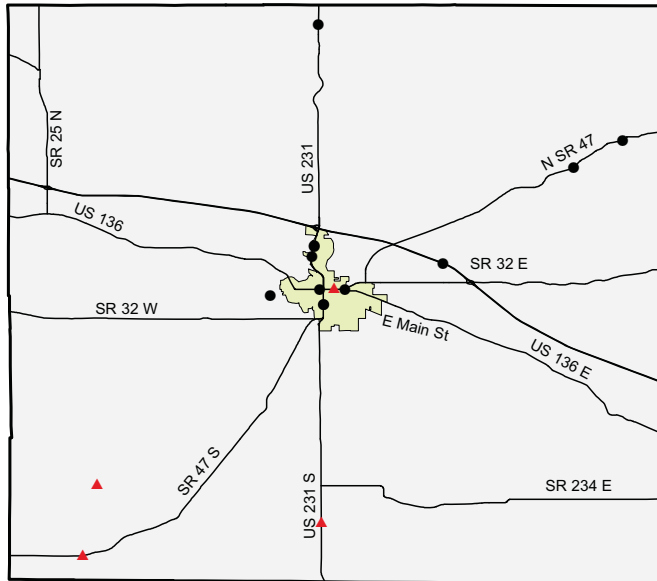 SR 25 N
US 231
N SR 47
US 136
SR 32 E
SR 32 W
E Main St
US 136 E
SR 47 S
US 231 S
SR 234 E